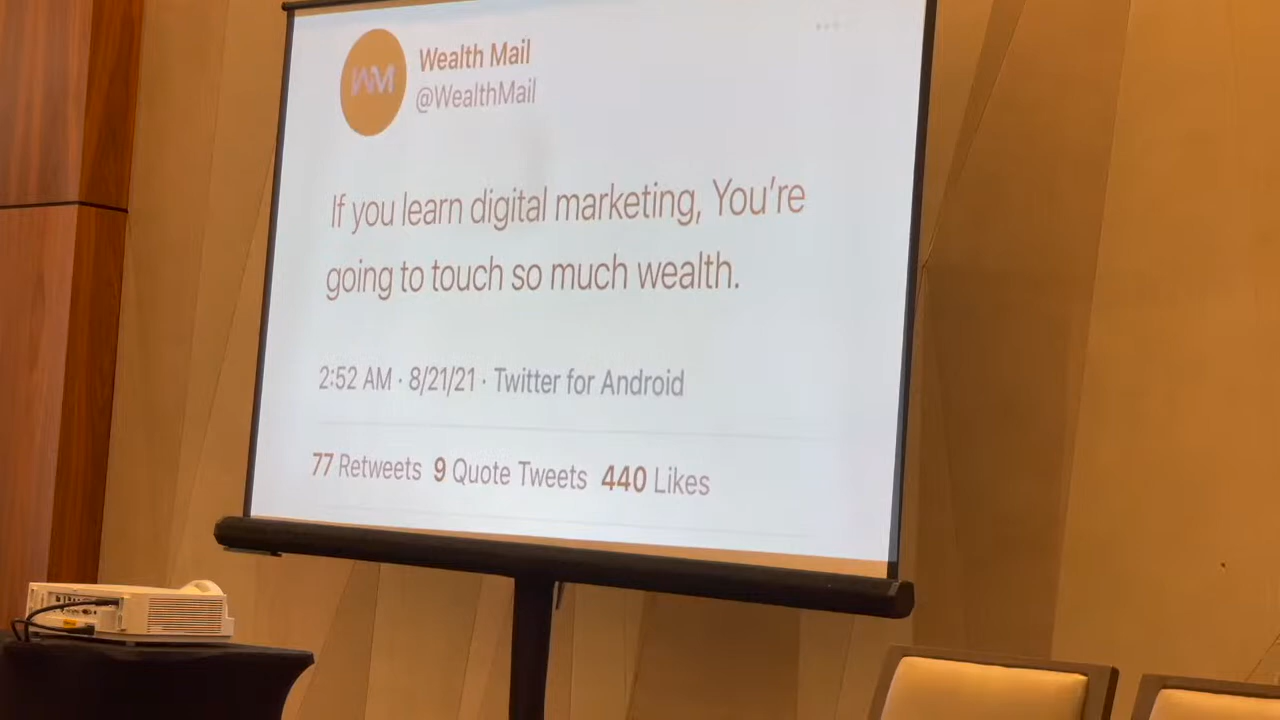 WM
Wealth Mail
@WealthMail
If you learn digital marketing, You're
going to touch so much wealth.
2:52 AM · 8/21/21 · Twitter for Android
77 Retweets 9 Quote Tweets 440 Likes